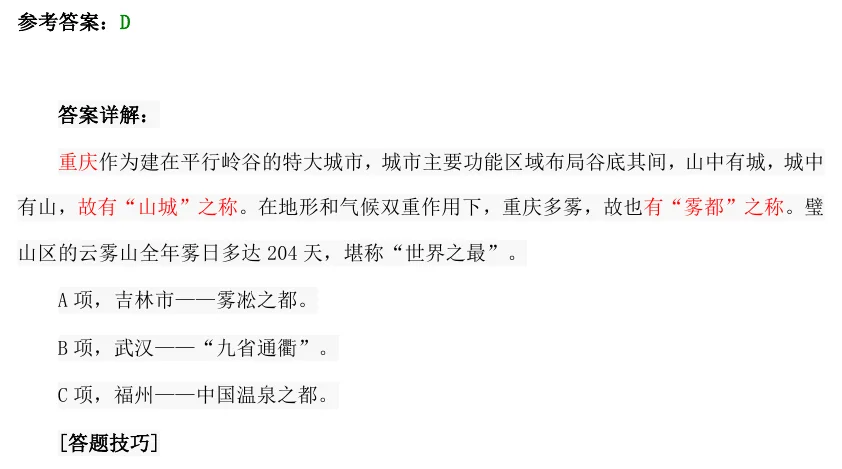 参考答案：D
答案详解：
重庆作为建在平行岭谷的特大城市，城市主要功能区域布局谷底其间，山中有城，城中
有山，故有“山城”之称。在地形和气候双重作用下，重庆多雾，故也有“雾都”之称。璧
山区的云雾山全年雾日多达 204 天，堪称“世界之最”。
A 项，吉林市——雾凇之都。
B 项，武汉——“九省通衢”。
C 项，福州——中国温泉之都。
[答题技巧]